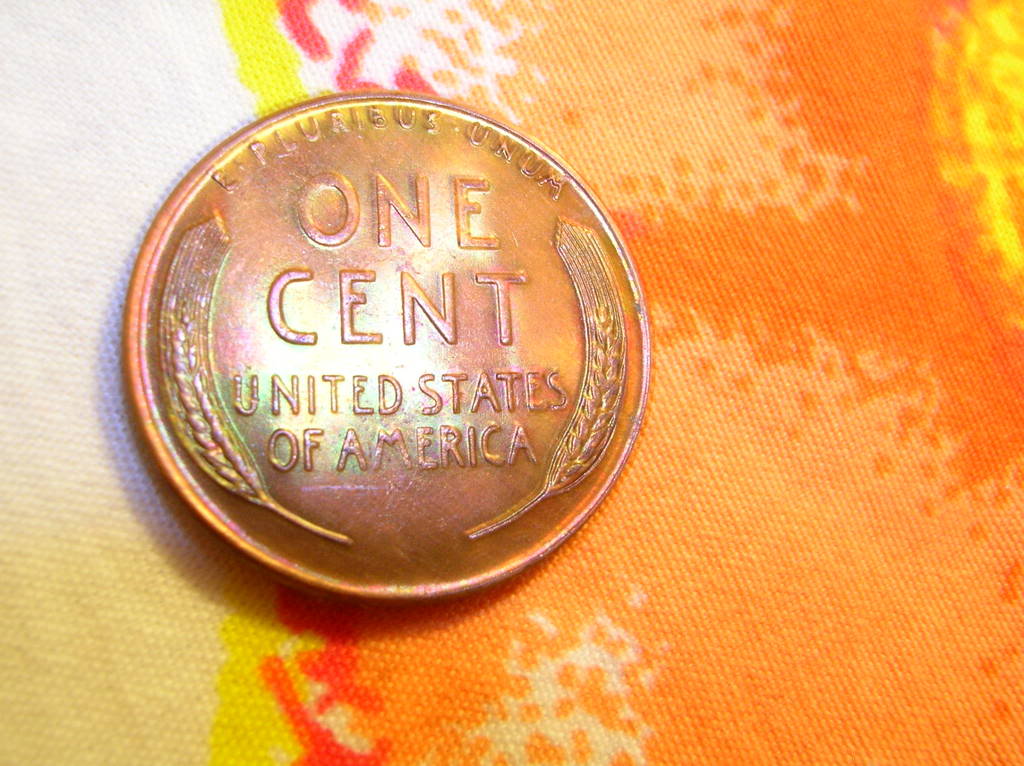 E · PLURIBUS · UNUM
ONE
CENT
UNITED STATES
OF AMERICA